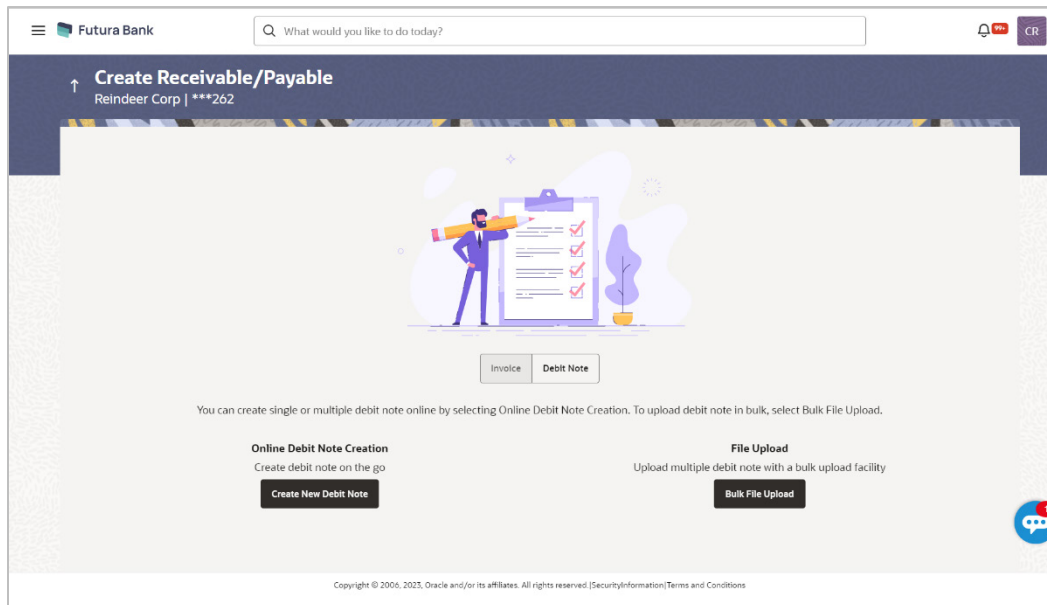 Futura Bank
What would you like to do today?
99+
CR
Create Receivable/Payable
Reindeer Corp | ***262
Invoice
Debit Note
You can create single or multiple debit note online by selecting Online Debit Note Creation. To upload debit note in bulk, select Bulk File Upload.
Online Debit Note Creation
File Upload
Create debit note on the go
Upload multiple debit note with a bulk upload facility
Create New Debit Note
Bulk File Upload
Copyright © 2006, 2023, Oracle and/or its affiliates. All rights reserved.|SecurityInformation|Terms and Conditions